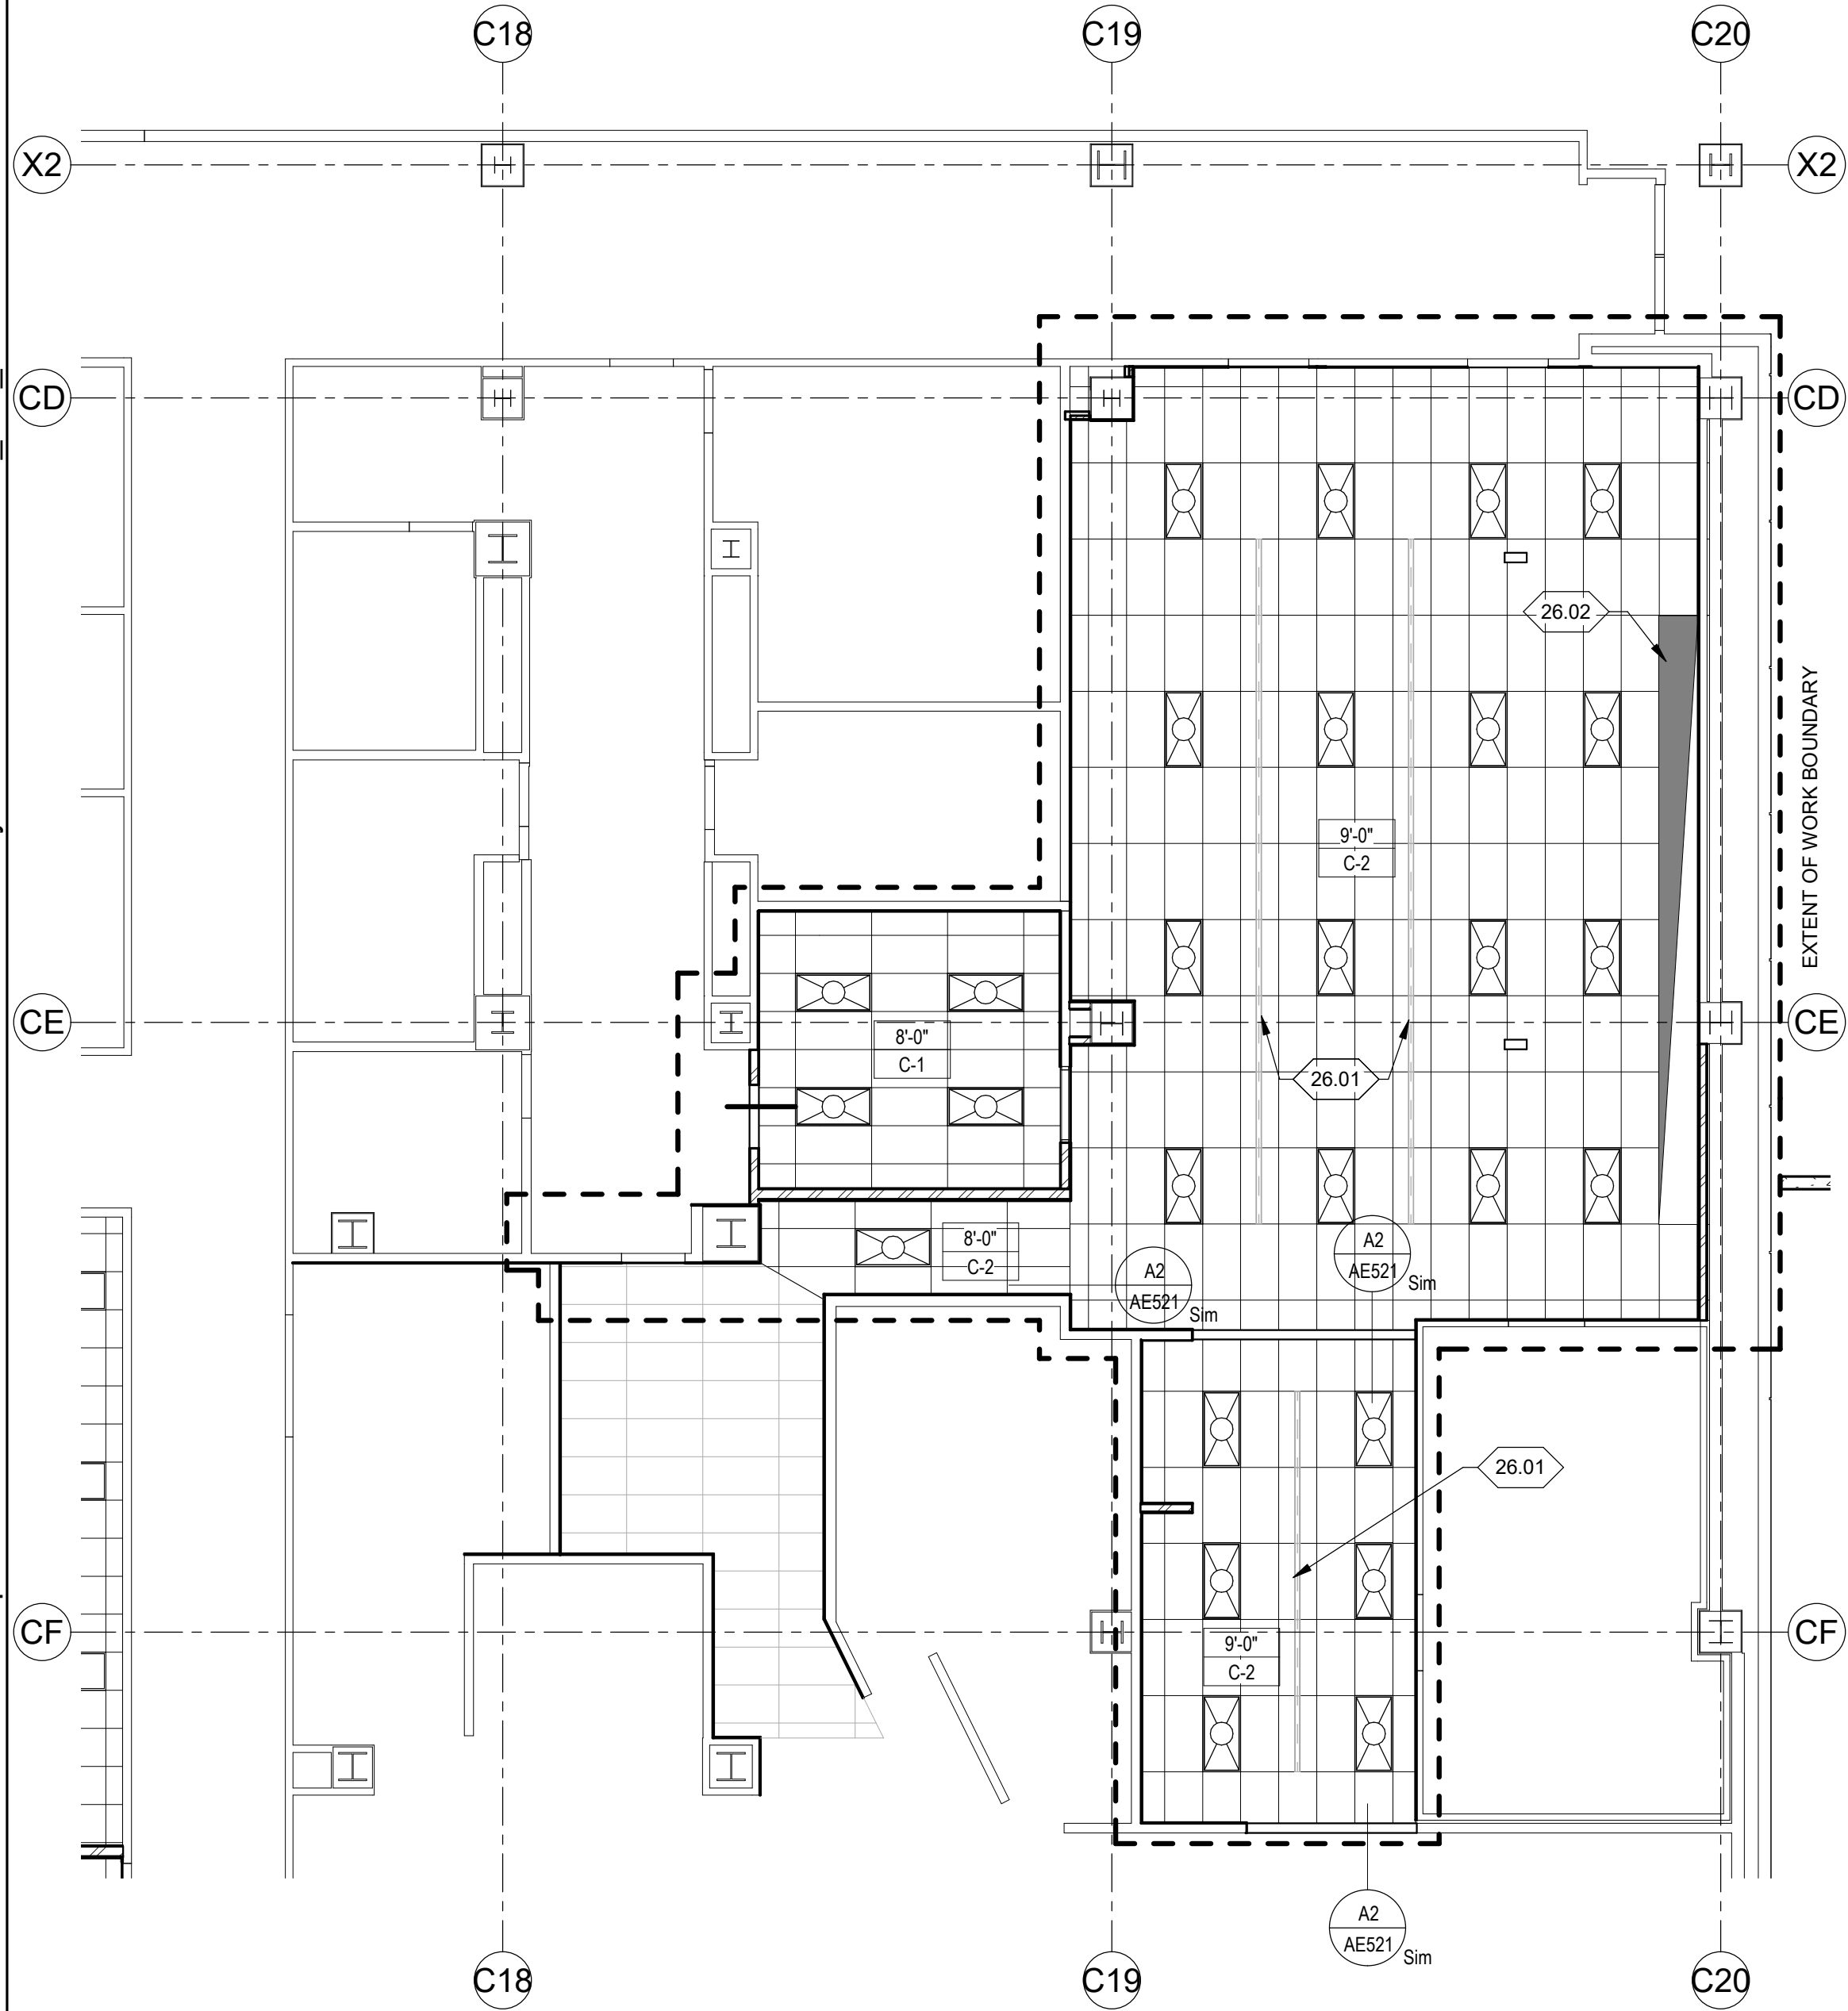 C18
C19
C20
X2
X2
CD
CD
26.02
EXTENT OF WORK BOUNDARY
9'-0"
C-2
CE
CE
8'-0"
C-1
26.01
8'-0"
C-2
A2
AE521
Sim
A2
AE521
Sim
26.01
CF
CF
9'-0"
C-2
A2
AE521
Sim
C18
C19
C20